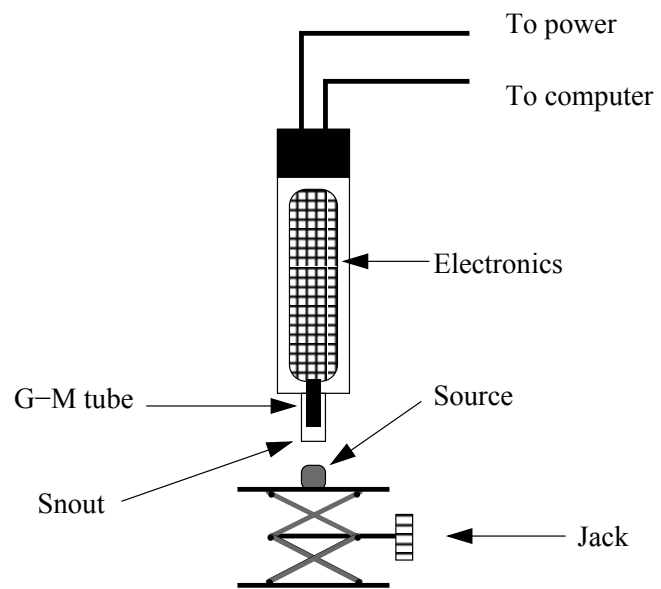 To power
To computer
Electronics
G−M tube
Source
Snout
Jack